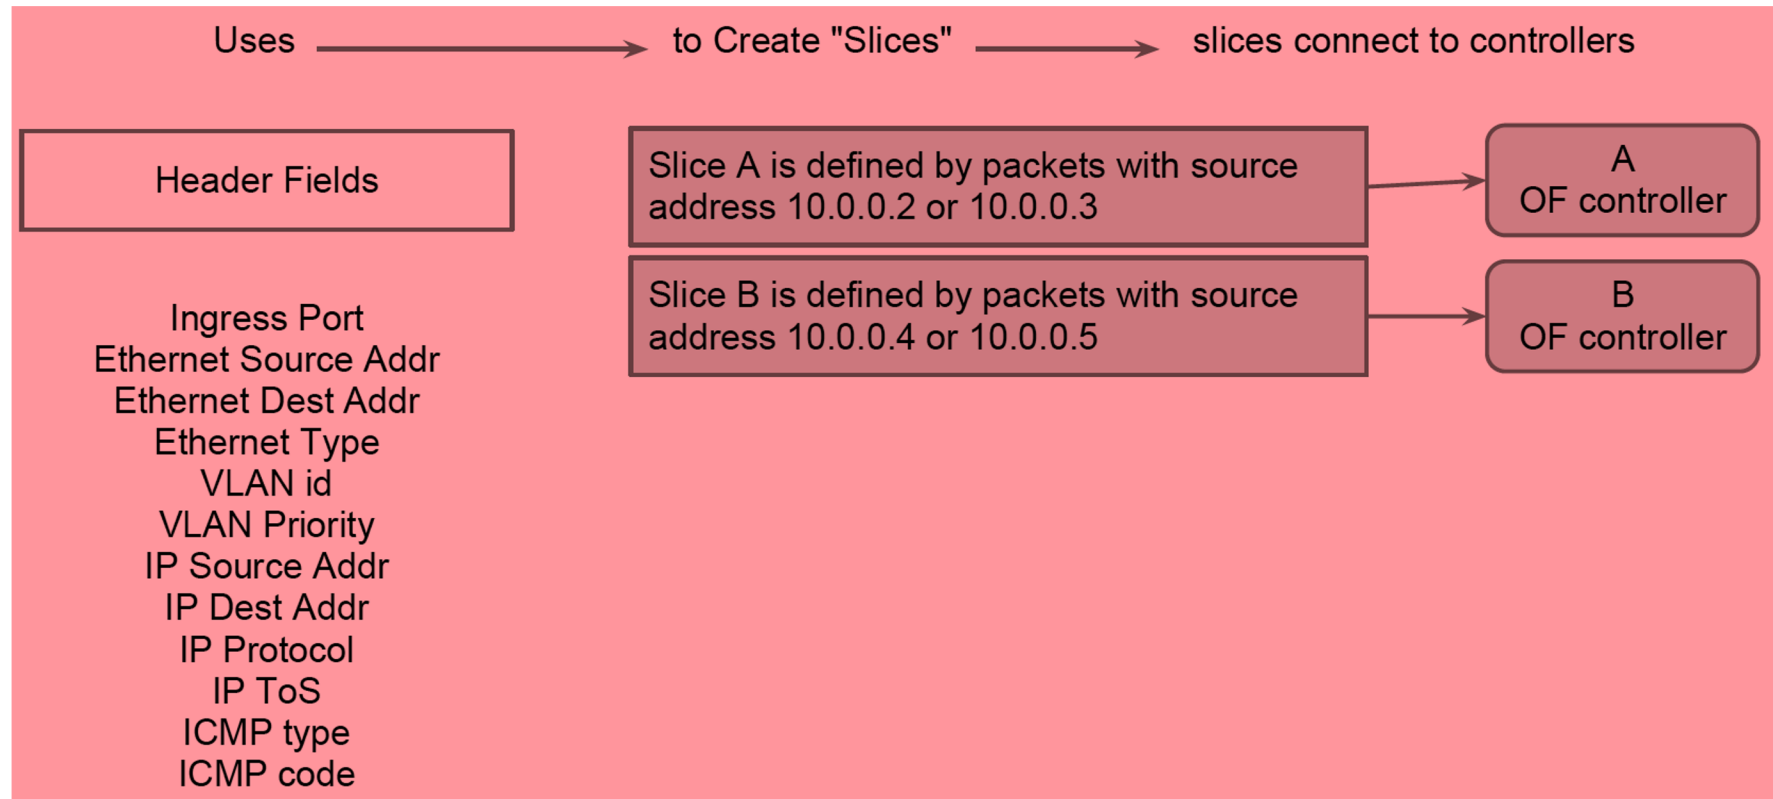 Uses
to Create "Slices"
slices connect to controllers
Header Fields
Ingress Port
Ethernet Source Addr
Ethernet Dest Addr
Ethernet Type
VLAN id
VLAN Priority
IP Source Addr
IP Dest Addr
IP Protocol
IP ToS
ICMP type
ICMP code
Slice A is defined by packets with source
address 10.0.0.2 or 10.0.0.3
A
OF controller
Slice B is defined by packets with source
address 10.0.0.4 or 10.0.0.5
B
OF controller